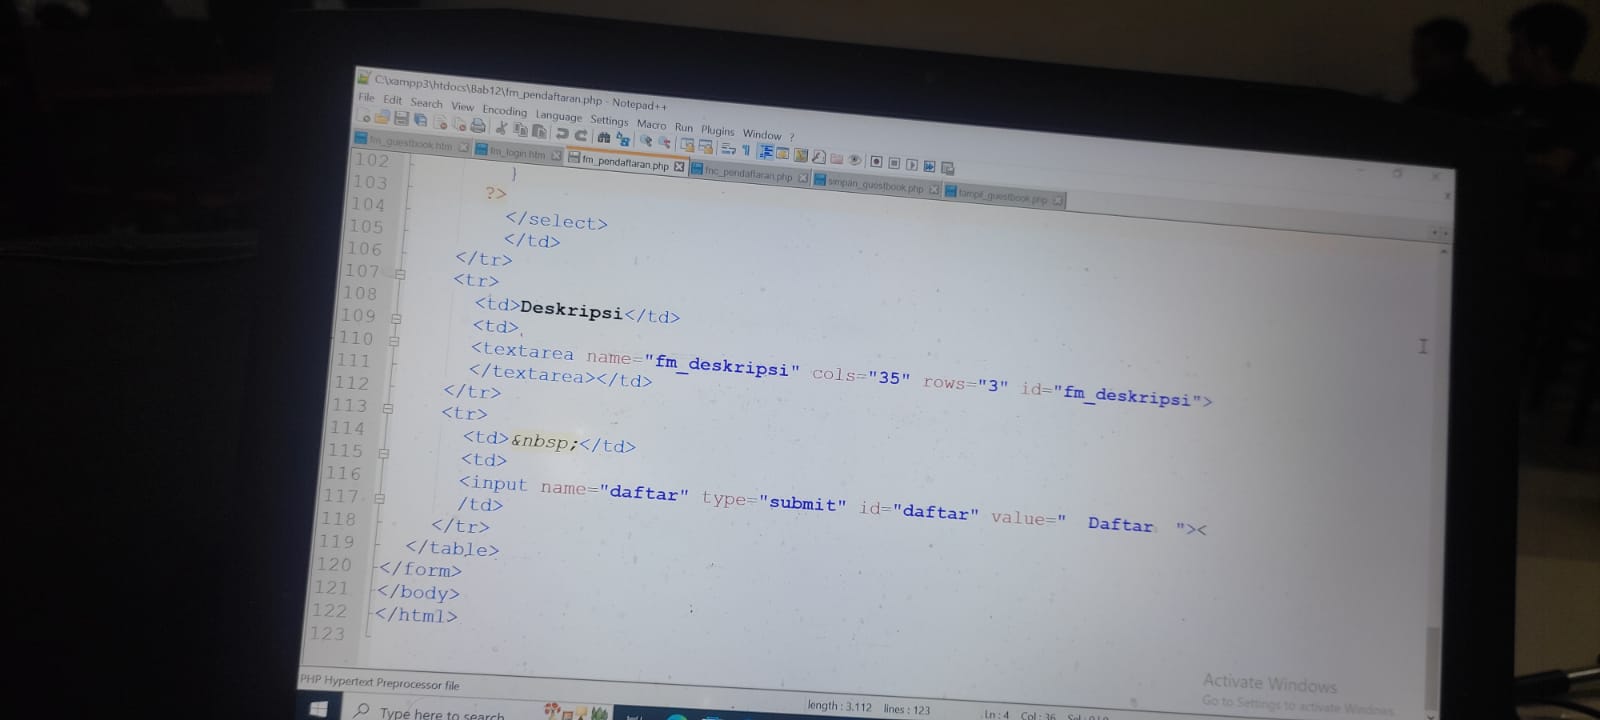 C:\xampp3\htdocs\Bab12\fm_pendaftaran.php - Notepad++
File Edit Search View Encoding Language Settings Macro Run Plugins Window ?
fm_guestbook.htm fm_login.htm fm_pendaftaran.php fnc_pendaftaran.php simpan_guestbook.php tampil_guestbook.php
102 }
103 ?>
104 </select>
105 </td>
106 </tr>
107 <tr>
108 <td>Deskripsi</td>
109 <td>
110 <textarea name="fm_deskripsi" cols="35" rows="3" id="fm_deskripsi">
111 </textarea></td>
112 </tr>
113 <tr>
114 <td>&nbsp;</td>
115 <td>
116 <input name="daftar" type="submit" id="daftar" value="  Daftar  "><
117 /td>
118 </tr>
119 </table>
120 </form>
121 </body>
122 </html>
123
PHP Hypertext Preprocessor file
length : 3.112 lines : 123
Ln : 4 Col : 36
Activate Windows
Go to Settings to activate Windows.
Type here to search